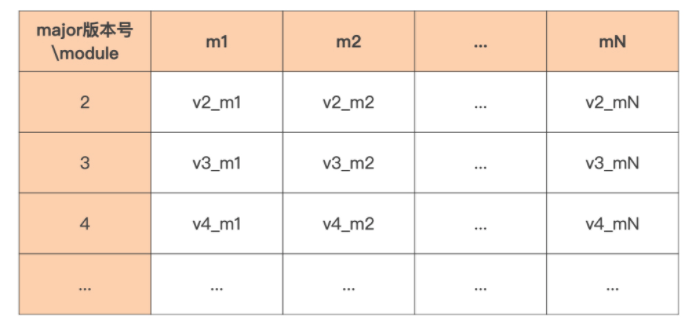 major版本号
\module
m1
m2
...
mN
2
v2_m1
v2_m2
...
v2_mN
3
v3_m1
v3_m2
...
v3_mN
4
v4_m1
v4_m2
...
v4_mN
...
...
...
...
...